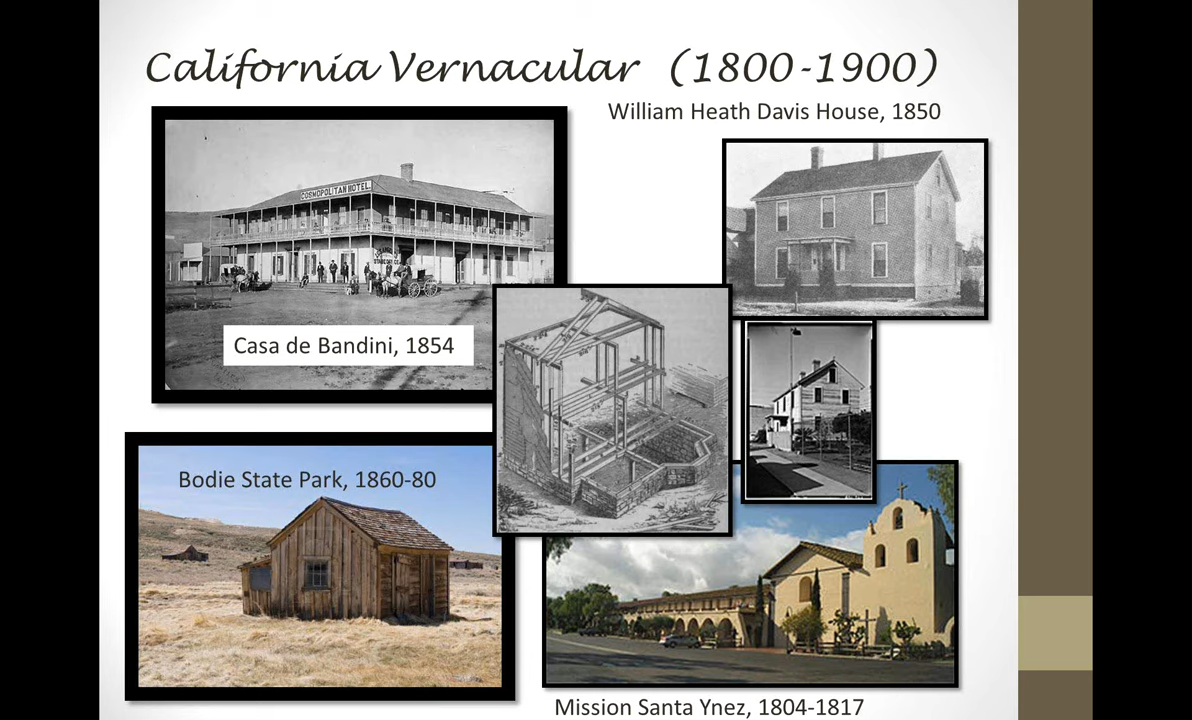 California Vernacular (1800-1900)
William Heath Davis House, 1850
COSMOPOLITAN HOTEL.
Casa de Bandini, 1854
Bodie State Park, 1860-80
Mission Santa Ynez, 1804-1817